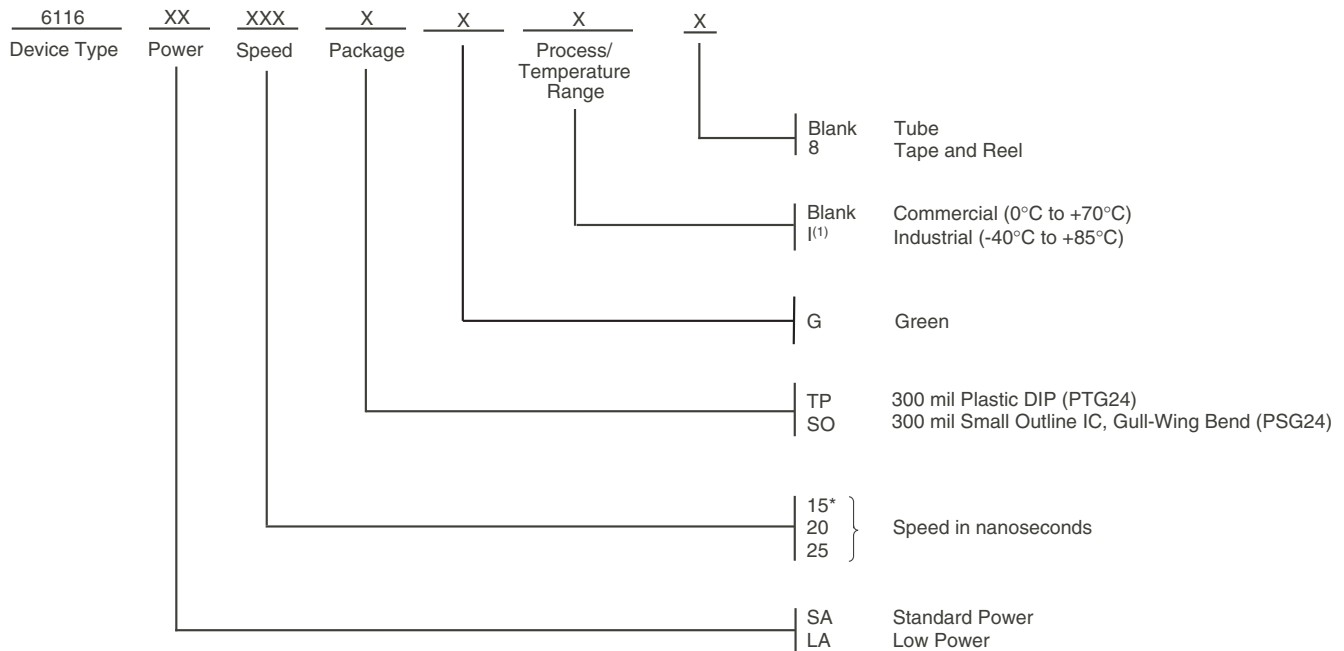 6116 XX XXX X X X X
Device Type Power Speed Package Process/
Temperature
Range
Blank Tube
8 Tape and Reel
Blank Commercial (0°C to +70°C)
I(1) Industrial (-40°C to +85°C)
G Green
TP 300 mil Plastic DIP (PTG24)
SO 300 mil Small Outline IC, Gull-Wing Bend (PSG24)
15*
20 Speed in nanoseconds
25
SA Standard Power
LA Low Power